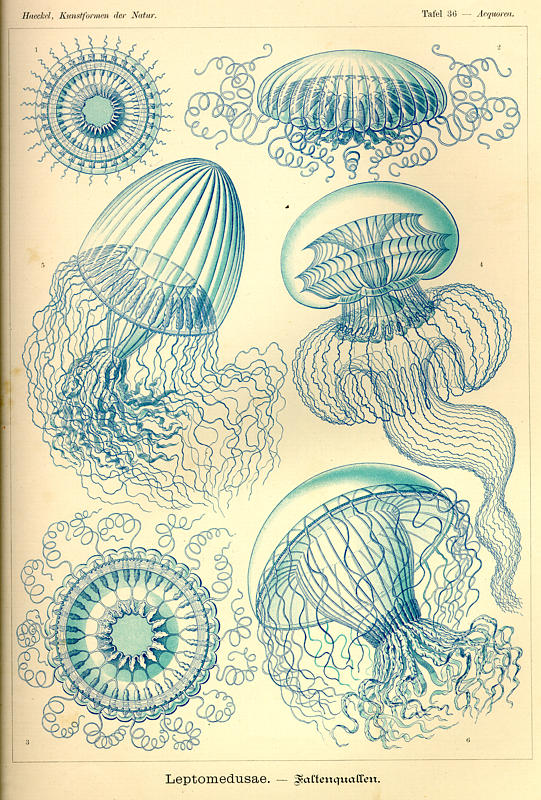 Haeckel, Kunstformen der Natur.
Tafel 36 — Aequorea.
1
2
5
4
3
6
Leptomedusae. — Faltenquallen.